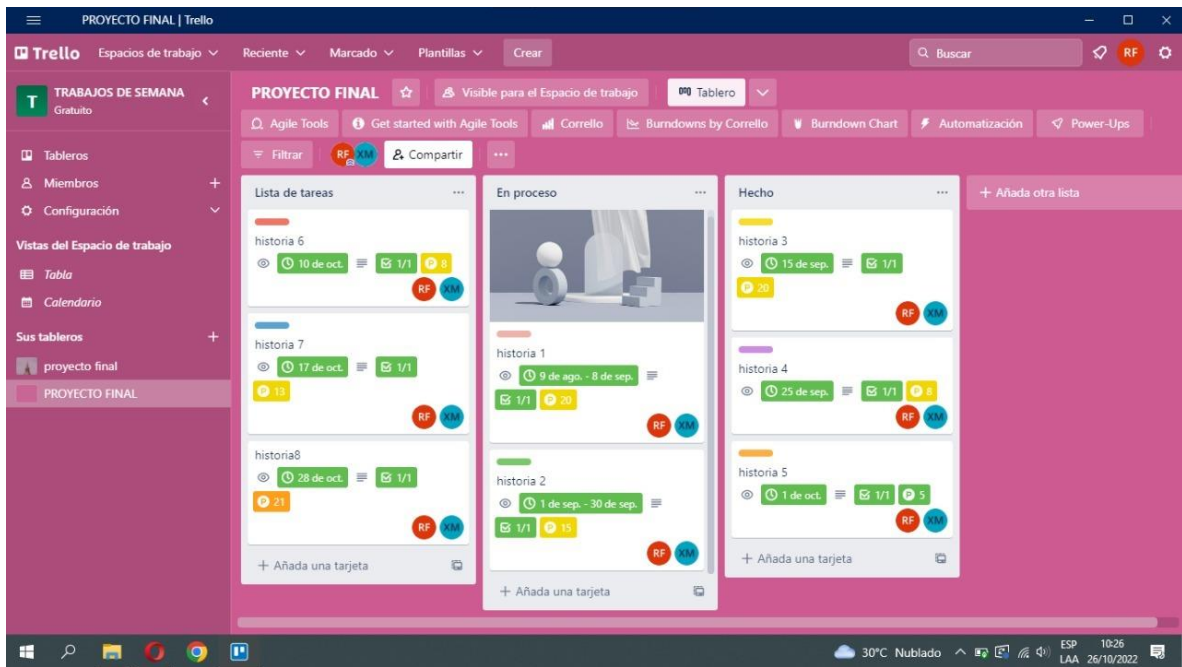 PROYECTO FINAL | Trello
Trello Espacios de trabajo Reciente Marcado Plantillas Crear Buscar RF
T TRABAJOS DE SEMANA
Gratuito
Tableros
Miembros
Configuración
Vistas del Espacio de trabajo
Tabla
Calendario
Sus tableros
proyecto final
PROYECTO FINAL
PROYECTO FINAL Visible para el Espacio de trabajo Tablero
Agile Tools Get started with Agile Tools Corrello Burndowns by Corrello Burndown Chart Automatización Power-Ups
Filtrar RF XM Compartir
Lista de tareas
historia 6
10 de oct. 1/1 P 8
RF XM
historia 7
17 de oct. 1/1
P 13
RF XM
historia8
28 de oct. 1/1
P 21
RF XM
+ Añada una tarjeta
En proceso
historia 1
9 de ago. - 8 de sep.
1/1 P 20
RF XM
historia 2
1 de sep. - 30 de sep.
1/1 P 15
RF XM
+ Añada una tarjeta
Hecho
historia 3
15 de sep. 1/1
P 20
RF XM
historia 4
25 de sep. 1/1 P 8
RF XM
historia 5
1 de oct. 1/1 P 5
RF XM
+ Añada una tarjeta
+ Añada otra lista
30°C Nublado ESP 10:26
LAA 26/10/2022